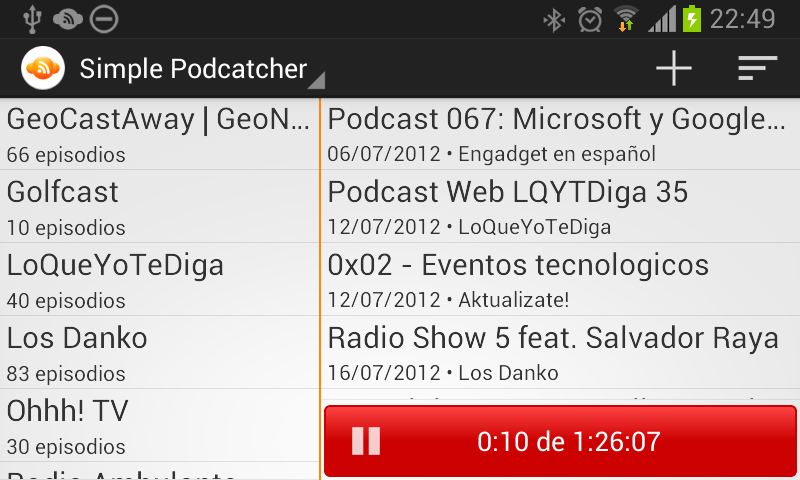 22:49
Simple Podcatcher
GeoCastAway | GeoN...
66 episodios
Golfcast
10 episodios
LoQueYoTeDiga
40 episodios
Los Danko
83 episodios
Ohhh! TV
30 episodios
Radio Ambulante
Podcast 067: Microsoft y Google...
06/07/2012 • Engadget en español
Podcast Web LQYTDiga 35
12/07/2012 • LoQueYoTeDiga
0x02 - Eventos tecnologicos
12/07/2012 • Aktualizate!
Radio Show 5 feat. Salvador Raya
16/07/2012 • Los Danko
0:10 de 1:26:07